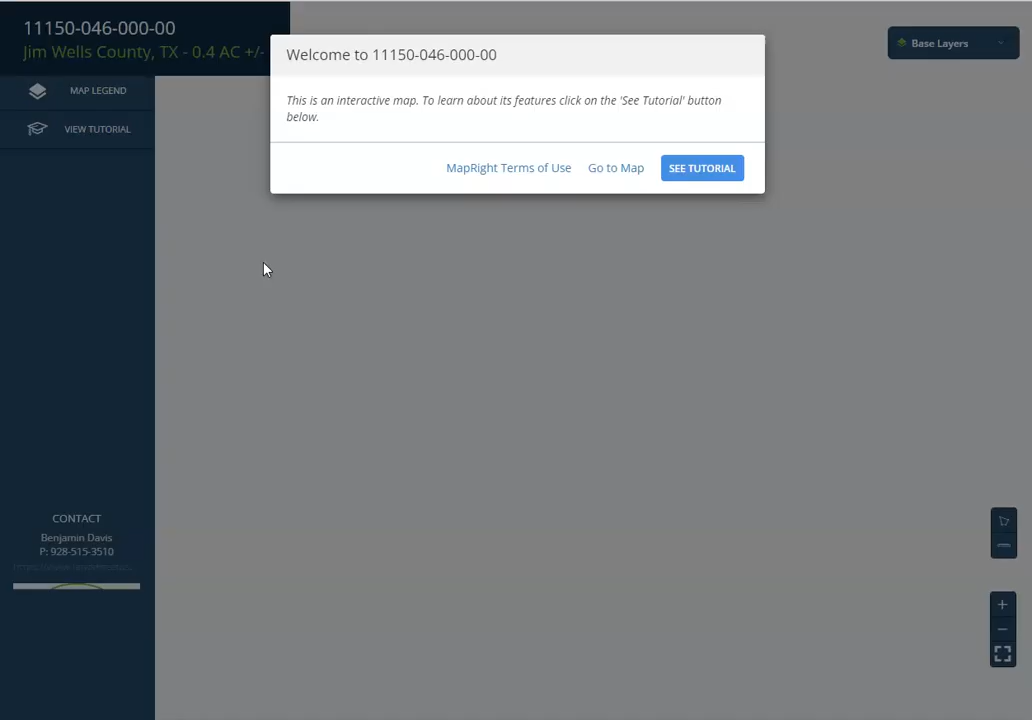 11150-046-000-00
Jim Wells County, TX - 0.4 AC +/-
MAP LEGEND
VIEW TUTORIAL
Welcome to 11150-046-000-00
This is an interactive map. To learn about its features click on the 'See Tutorial' button
below.
MapRight Terms of Use
Go to Map
SEE TUTORIAL
Base Layers
CONTACT
Benjamin Davis
P: 928-515-3510